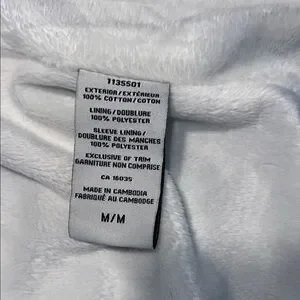 113S501
EXTERIOR/EXTÉRIEUR
100% COTTON/COTON
LINING/DOUBLURE
100% POLYESTER
SLEEVE LINING/
DOUBLURE DES MANCHES
100% POLYESTER
EXCLUSIVE OF TRIM
GARNITURE NON COMPRISE
CA 16035
MADE IN CAMBODIA
FABRIQUÉ AU CAMBODGE
M/M